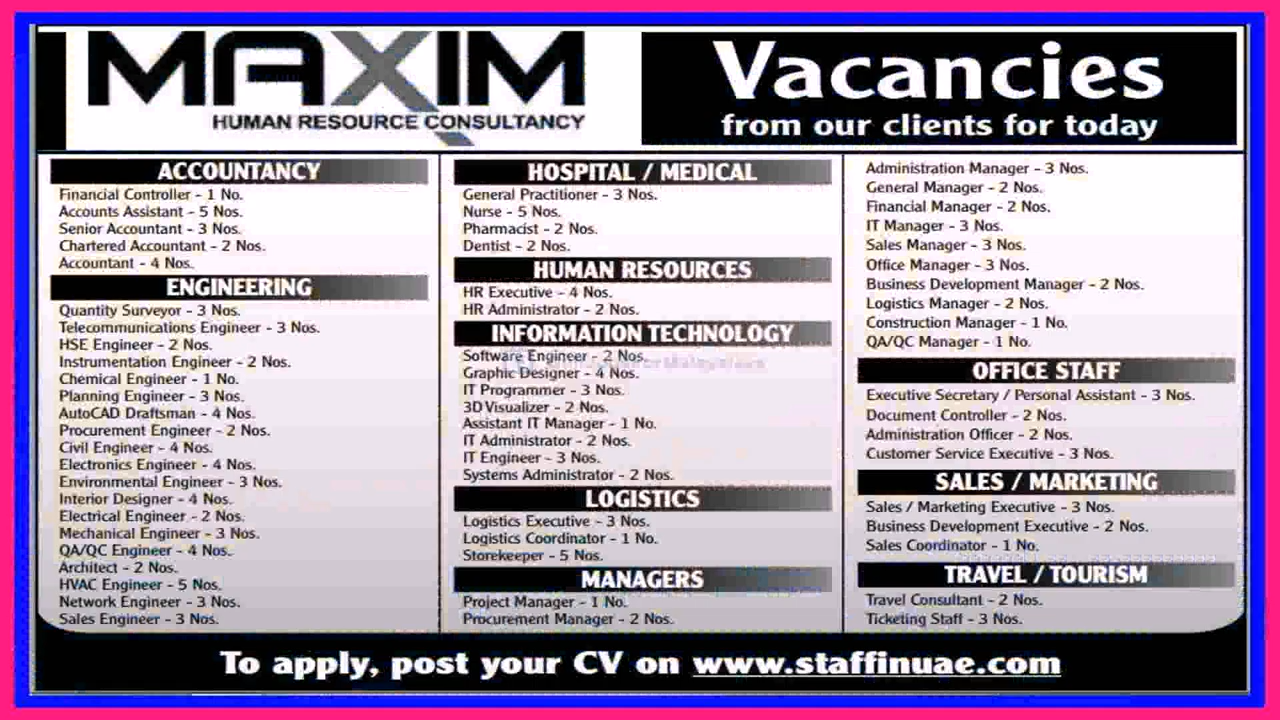 MAXIM
HUMAN RESOURCE CONSULTANCY
Vacancies
from our clients for today
ACCOUNTANCY
Financial Controller - 1 No.
Accounts Assistant - 5 Nos.
Senior Accountant - 3 Nos.
Chartered Accountant - 2 Nos.
Accountant - 4 Nos.
ENGINEERING
Quantity Surveyor - 3 Nos.
Telecommunications Engineer - 3 Nos.
HSE Engineer - 2 Nos.
Instrumentation Engineer - 2 Nos.
Chemical Engineer - 1 No.
Planning Engineer - 3 Nos.
AutoCAD Draftsman - 4 Nos.
Procurement Engineer - 2 Nos.
Civil Engineer - 4 Nos.
Electronics Engineer - 4 Nos.
Environmental Engineer - 3 Nos.
Interior Designer - 4 Nos.
Electrical Engineer - 2 Nos.
Mechanical Engineer - 3 Nos.
QA/QC Engineer - 4 Nos.
Architect - 2 Nos.
HVAC Engineer - 5 Nos.
Network Engineer - 3 Nos.
Sales Engineer - 3 Nos.
HOSPITAL / MEDICAL
General Practitioner - 3 Nos.
Nurse - 5 Nos.
Pharmacist - 2 Nos.
Dentist - 2 Nos.
HUMAN RESOURCES
HR Executive - 4 Nos.
HR Administrator - 2 Nos.
INFORMATION TECHNOLOGY
Software Engineer - 2 Nos.
Graphic Designer - 4 Nos.
IT Programmer - 3 Nos.
3D Visualizer - 2 Nos.
Assistant IT Manager - 1 No.
IT Administrator - 2 Nos.
IT Engineer - 3 Nos.
Systems Administrator - 2 Nos.
LOGISTICS
Logistics Executive - 3 Nos.
Logistics Coordinator - 1 No.
Storekeeper - 5 Nos.
MANAGERS
Project Manager - 1 No.
Procurement Manager - 2 Nos.
Administration Manager - 3 Nos.
General Manager - 2 Nos.
Financial Manager - 2 Nos.
IT Manager - 3 Nos.
Sales Manager - 3 Nos.
Office Manager - 3 Nos.
Business Development Manager - 2 Nos.
Logistics Manager - 2 Nos.
Construction Manager - 1 No.
QA/QC Manager - 1 No.
OFFICE STAFF
Executive Secretary / Personal Assistant - 3 Nos.
Document Controller - 2 Nos.
Administration Officer - 2 Nos.
Customer Service Executive - 3 Nos.
SALES / MARKETING
Sales / Marketing Executive - 3 Nos.
Business Development Executive - 2 Nos.
Sales Coordinator - 1 No.
TRAVEL / TOURISM
Travel Consultant - 2 Nos.
Ticketing Staff - 3 Nos.
To apply, post your CV on www.staffinuae.com